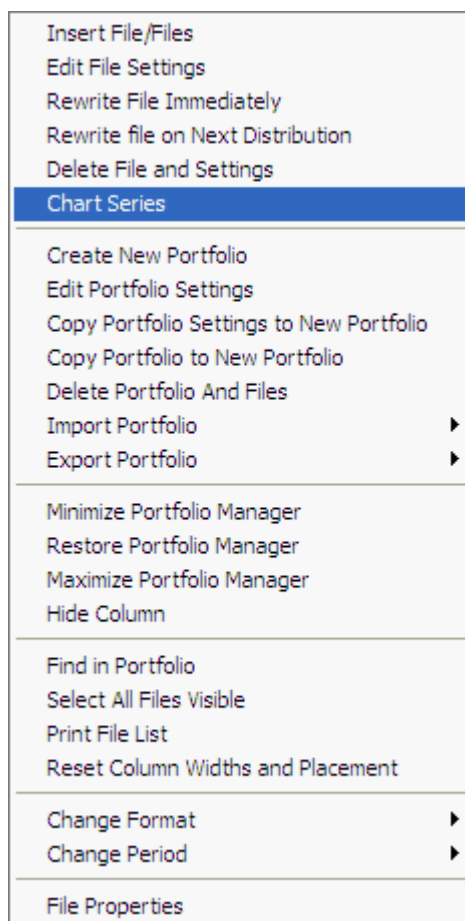 Insert File/Files
Edit File Settings
Rewrite File Immediately
Rewrite file on Next Distribution
Delete File and Settings
Chart Series
Create New Portfolio
Edit Portfolio Settings
Copy Portfolio Settings to New Portfolio
Copy Portfolio to New Portfolio
Delete Portfolio And Files
Import Portfolio
Export Portfolio
Minimize Portfolio Manager
Restore Portfolio Manager
Maximize Portfolio Manager
Hide Column
Find in Portfolio
Select All Files Visible
Print File List
Reset Column Widths and Placement
Change Format
Change Period
File Properties